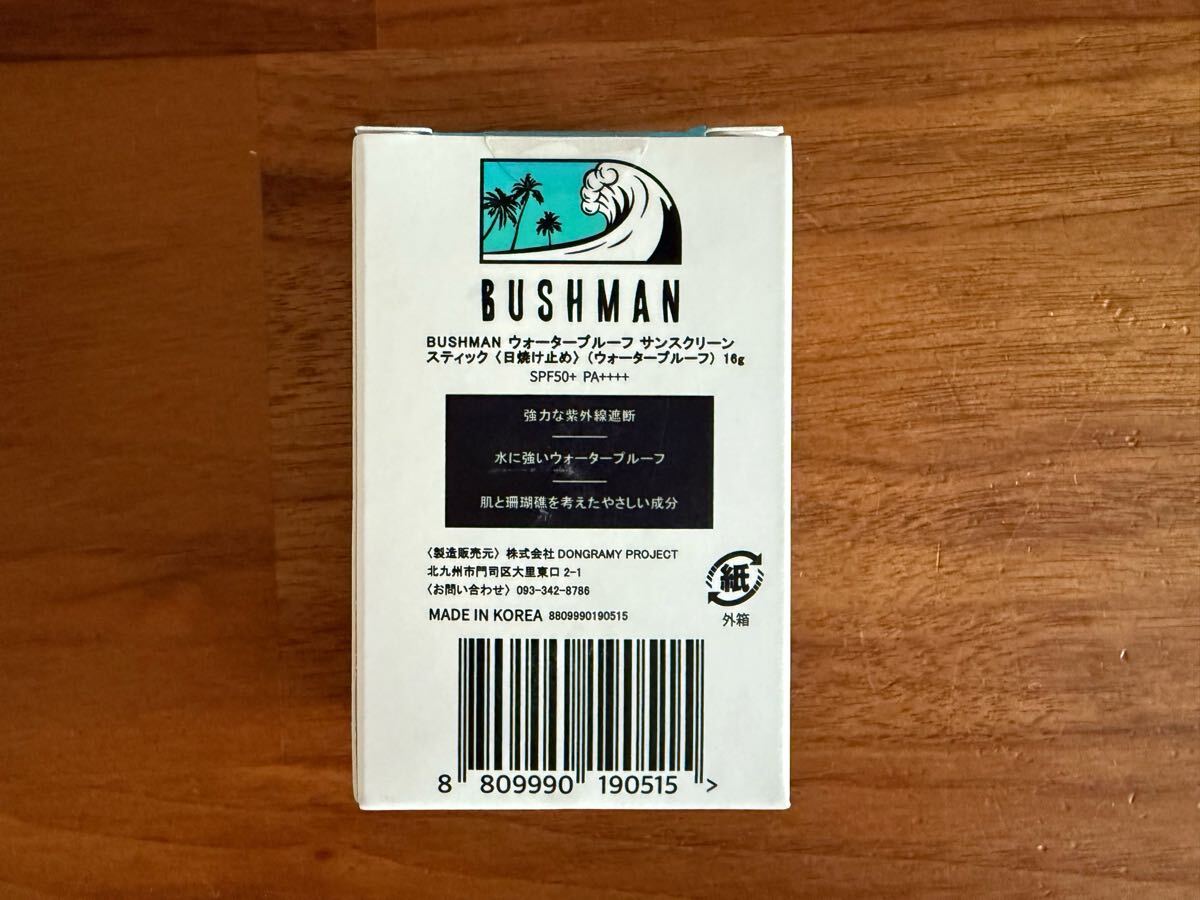 BUSHMAN
BUSHMAN ウォータープルーフ サンスクリーン
スティック〈日焼け止め〉(ウォータープルーフ) 16g
SPF50+ PA++++
強力な紫外線遮断
水に強いウォータープルーフ
肌と珊瑚礁を考えたやさしい成分
〈製造販売元〉株式会社 DONGRAMY PROJECT
北九州市門司区大里東口 2-1
〈お問い合わせ〉093-342-8786
MADE IN KOREA 8809990190515
紙
外箱
8 809990 190515 >